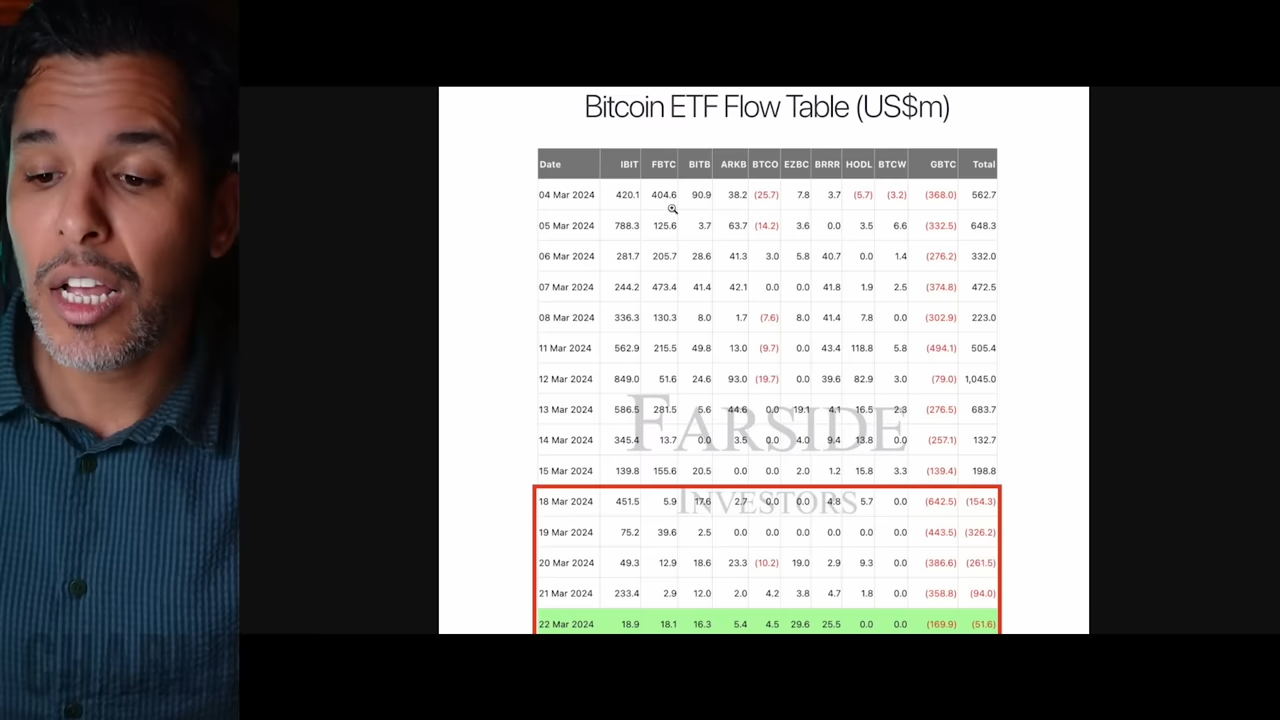 Bitcoin ETF Flow Table (US$m)
Date IBIT FBTC BITB ARKB BTCO EZBC BRRR HODL BTCW GBTC Total
04 Mar 2024 420.1 404.6 90.9 38.2 (25.7) 7.8 3.7 (5.7) (3.2) (368.0) 562.7
05 Mar 2024 788.3 125.6 3.7 63.7 (14.2) 3.6 0.0 3.5 6.6 (332.5) 648.3
06 Mar 2024 281.7 205.7 28.6 41.3 3.0 5.8 40.7 0.0 1.4 (276.2) 332.0
07 Mar 2024 244.2 473.4 41.4 42.1 0.0 0.0 41.8 1.9 2.5 (374.8) 472.5
08 Mar 2024 336.3 130.3 8.0 1.7 (7.6) 8.0 41.4 7.8 0.0 (302.9) 223.0
11 Mar 2024 562.9 215.5 49.8 13.0 (9.7) 0.0 43.4 118.8 5.8 (494.1) 505.4
12 Mar 2024 849.0 51.6 24.6 93.0 (19.7) 0.0 39.6 82.9 3.0 (79.0) 1,045.0
13 Mar 2024 586.5 281.5 5.6 44.6 0.0 19.1 4.1 16.5 2.3 (276.5) 683.7
FARSIDE
14 Mar 2024 345.4 13.7 0.0 3.5 0.0 4.0 9.4 13.8 0.0 (257.1) 132.7
15 Mar 2024 139.8 155.6 20.5 0.0 0.0 2.0 1.2 15.8 3.3 (139.4) 198.8
18 Mar 2024 451.5 5.9 17.6 2.7 0.0 0.0 4.8 5.7 0.0 (642.5) (154.3)
INVESTORS
19 Mar 2024 75.2 39.6 2.5 0.0 0.0 0.0 0.0 0.0 0.0 (443.5) (326.2)
20 Mar 2024 49.3 12.9 18.6 23.3 (10.2) 19.0 2.9 9.3 0.0 (386.6) (261.5)
21 Mar 2024 233.4 2.9 12.0 2.0 4.2 3.8 4.7 1.8 0.0 (358.8) (94.0)
22 Mar 2024 18.9 18.1 16.3 5.4 4.5 29.6 25.5 0.0 0.0 (169.9) (51.6)